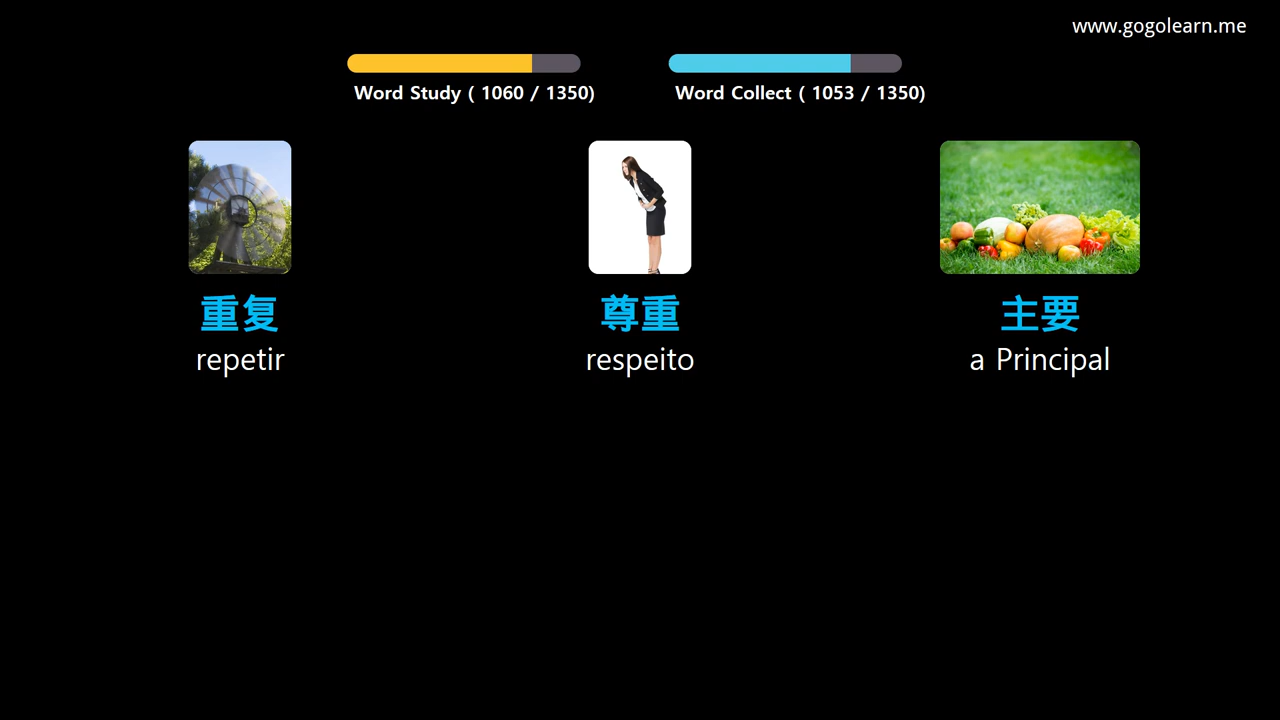 www.gogolearn.me
Word Study ( 1060 / 1350)
Word Collect ( 1053 / 1350)
重复
repetir
尊重
respeito
主要
a Principal